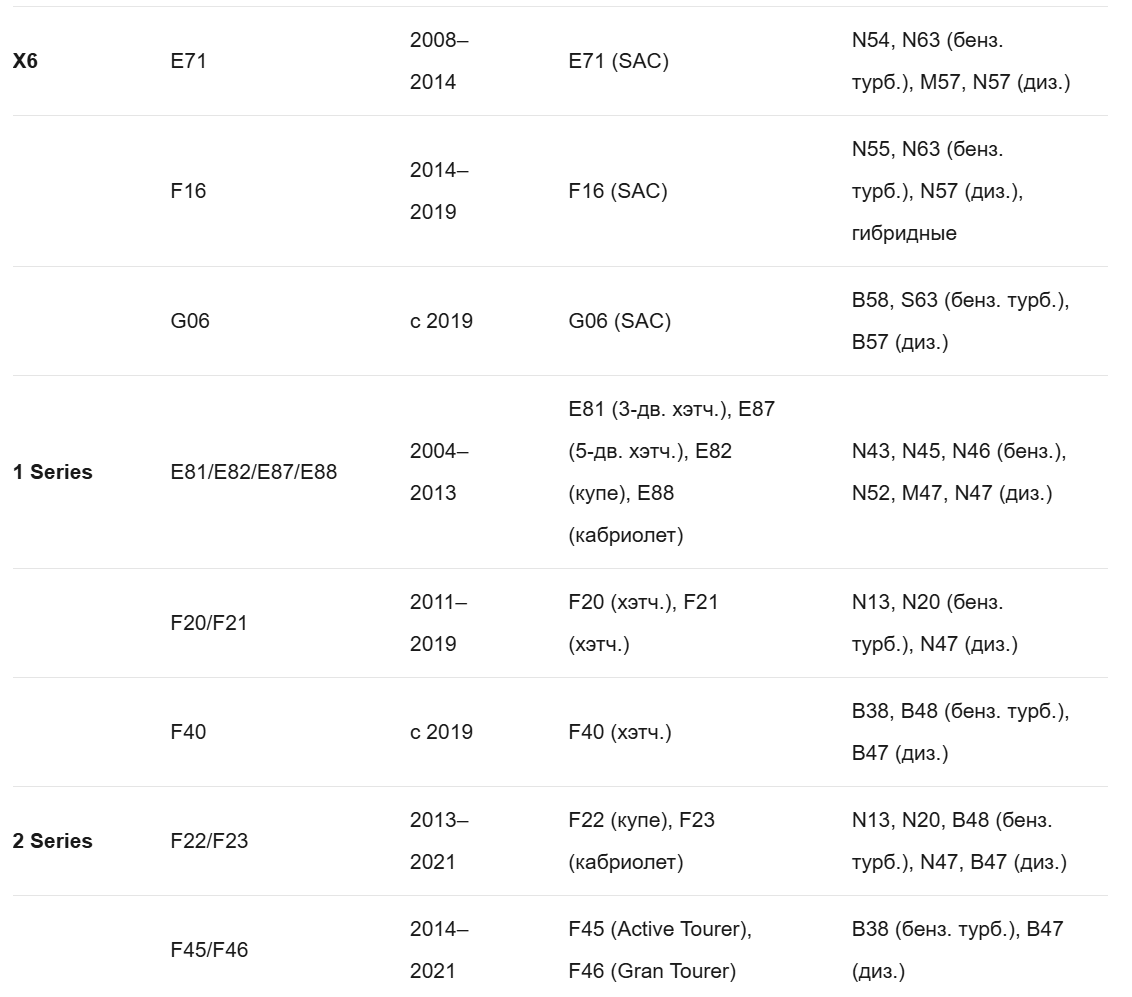 X6
E71
2008–
2014
E71 (SAC)
N54, N63 (бенз.
турб.), M57, N57 (диз.)
F16
2014–
2019
F16 (SAC)
N55, N63 (бенз.
турб.), N57 (диз.),
гибридные
G06
с 2019
G06 (SAC)
B58, S63 (бенз. турб.),
B57 (диз.)
1 Series
E81/E82/E87/E88
2004–
2013
E81 (3-дв. хэтч.), E87
(5-дв. хэтч.), E82
(купе), E88
(кабриолет)
N43, N45, N46 (бенз.),
N52, M47, N47 (диз.)
F20/F21
2011–
2019
F20 (хэтч.), F21
(хэтч.)
N13, N20 (бенз.
турб.), N47 (диз.)
F40
с 2019
F40 (хэтч.)
B38, B48 (бенз. турб.),
B47 (диз.)
2 Series
F22/F23
2013–
2021
F22 (купе), F23
(кабриолет)
N13, N20, B48 (бенз.
турб.), N47, B47 (диз.)
F45/F46
2014–
2021
F45 (Active Tourer),
F46 (Gran Tourer)
B38 (бенз. турб.), B47
(диз.)